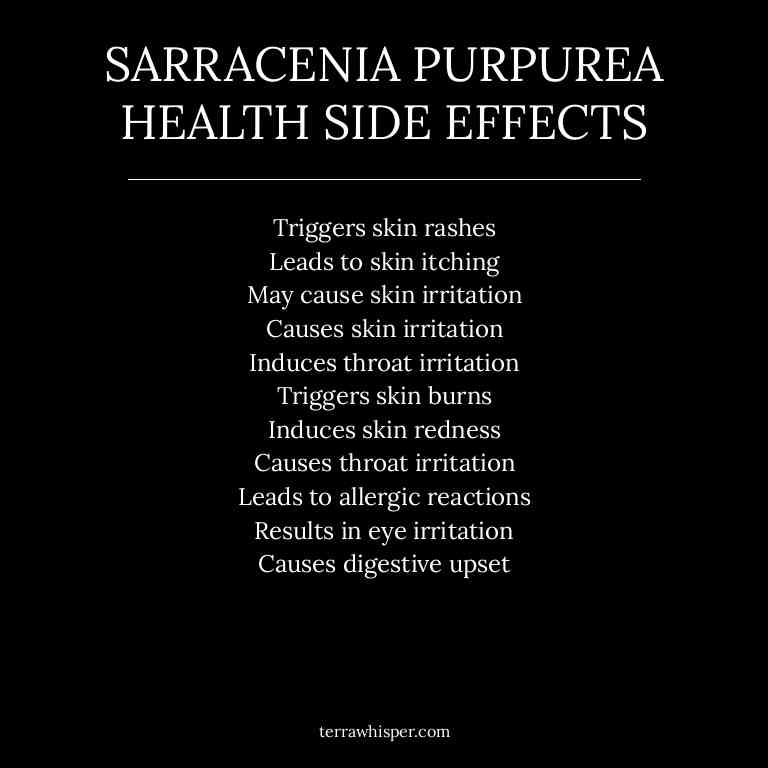 SARRACENIA PURPUREA
HEALTH SIDE EFFECTS
Triggers skin rashes
Leads to skin itching
May cause skin irritation
Causes skin irritation
Induces throat irritation
Triggers skin burns
Induces skin redness
Causes throat irritation
Leads to allergic reactions
Results in eye irritation
Causes digestive upset
terrawhisper.com